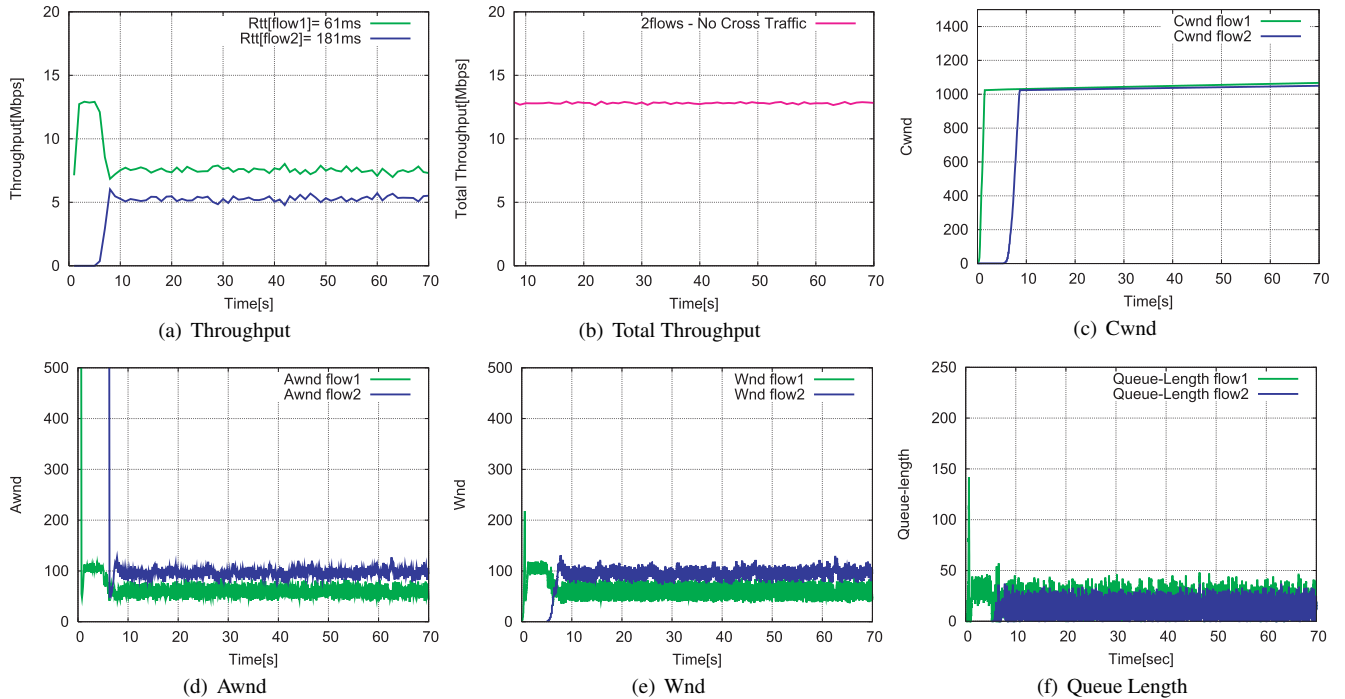 Rtt[flow1]= 61ms
Rtt[flow2]= 181ms
Throughput[Mbps]
20
15
10
5
0
0 10 20 30 40 50 60 70
Time[s]
(a) Throughput
2flows - No Cross Traffic
Total Throughput[Mbps]
20
15
10
5
0
10 20 30 40 50 60 70
Time[s]
(b) Total Throughput
Cwnd flow1
Cwnd flow2
Cwnd
1400
1200
1000
800
600
400
200
0
0 10 20 30 40 50 60 70
Time[s]
(c) Cwnd
Awnd flow1
Awnd flow2
Awnd
500
400
300
200
100
0
0 10 20 30 40 50 60 70
Time[s]
(d) Awnd
Wnd flow1
Wnd flow2
Wnd
500
400
300
200
100
0
0 10 20 30 40 50 60 70
Time[s]
(e) Wnd
Queue-Length flow1
Queue-Length flow2
Queue-length
250
200
150
100
50
0
0 10 20 30 40 50 60 70
Time[sec]
(f) Queue Length